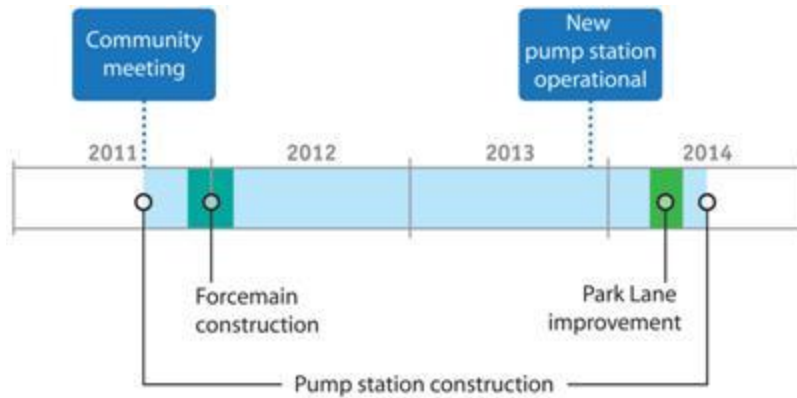 Community
meeting
New
pump station
operational
2011
2012
2013
2014
Forcemain
construction
Park Lane
improvement
Pump station construction